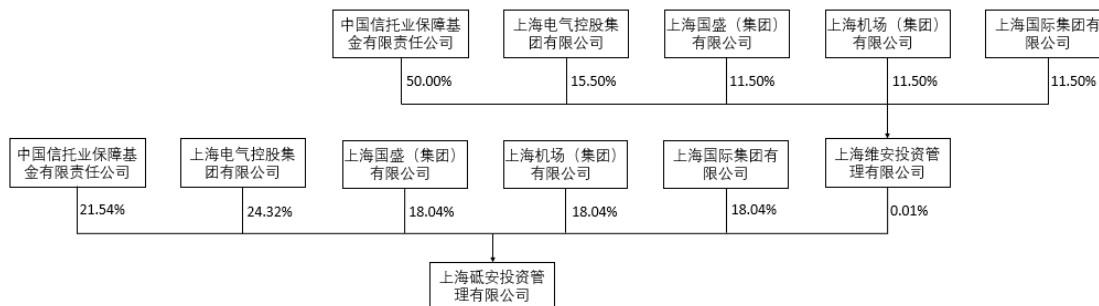 中国信托业保障基
金有限责任公司
上海电气控股集
团有限公司
上海国盛（集团）
有限公司
上海机场（集团）
有限公司
上海国际集团有
限公司
50.00%
15.50%
11.50%
11.50%
11.50%
中国信托业保障基
金有限责任公司
上海电气控股集
团有限公司
上海国盛（集团）
有限公司
上海机场（集团）
有限公司
上海国际集团有
限公司
上海维安投资管
理有限公司
21.54%
24.32%
18.04%
18.04%
18.04%
0.01%
上海砥安投资管
理有限公司